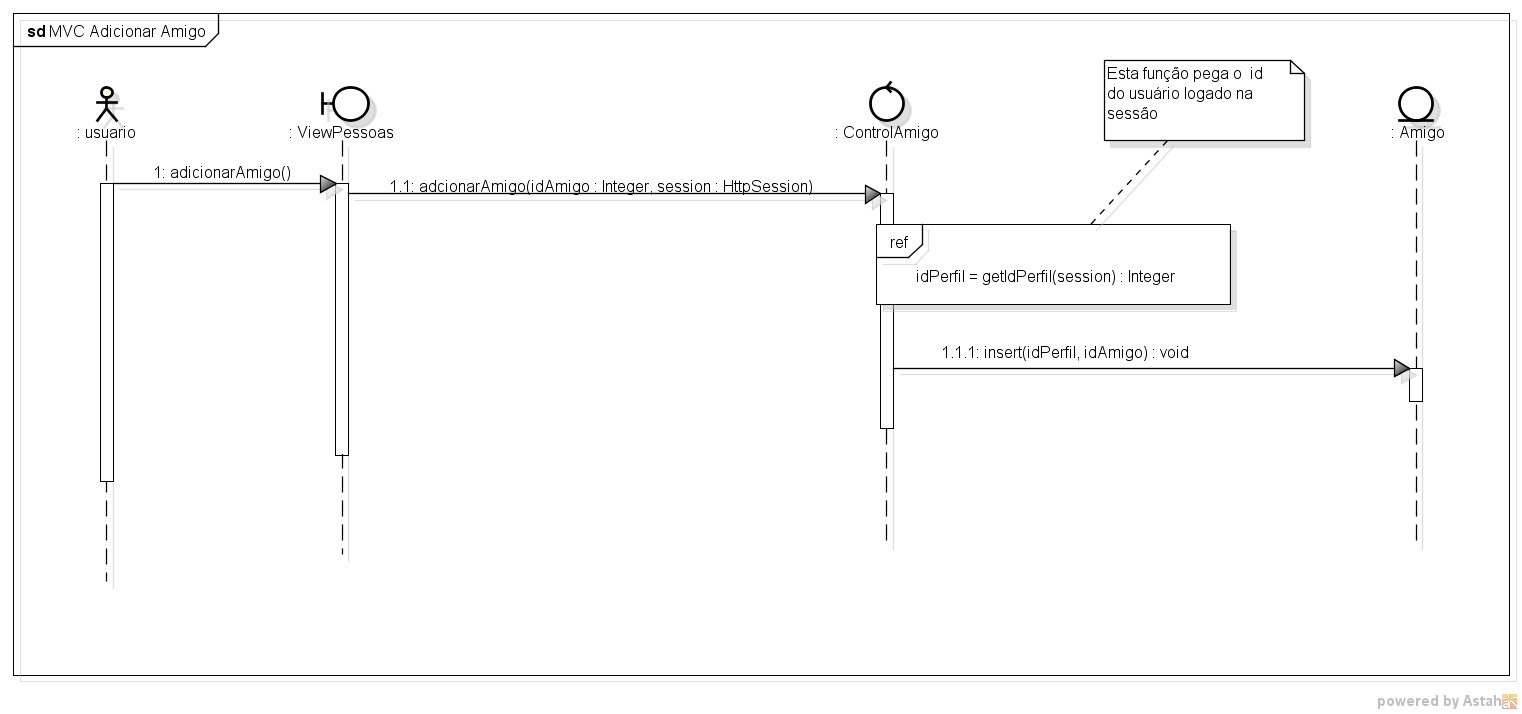 sd MVC Adicionar Amigo
Esta função pega o id
do usuário logado na
sessão
: usuario
: ViewPessoas
: ControlAmigo
: Amigo
1: adicionarAmigo()
1.1: adcionarAmigo(idAmigo : Integer, session : HttpSession)
ref
idPerfil = getIdPerfil(session) : Integer
1.1.1: insert(idPerfil, idAmigo) : void
powered by Astah